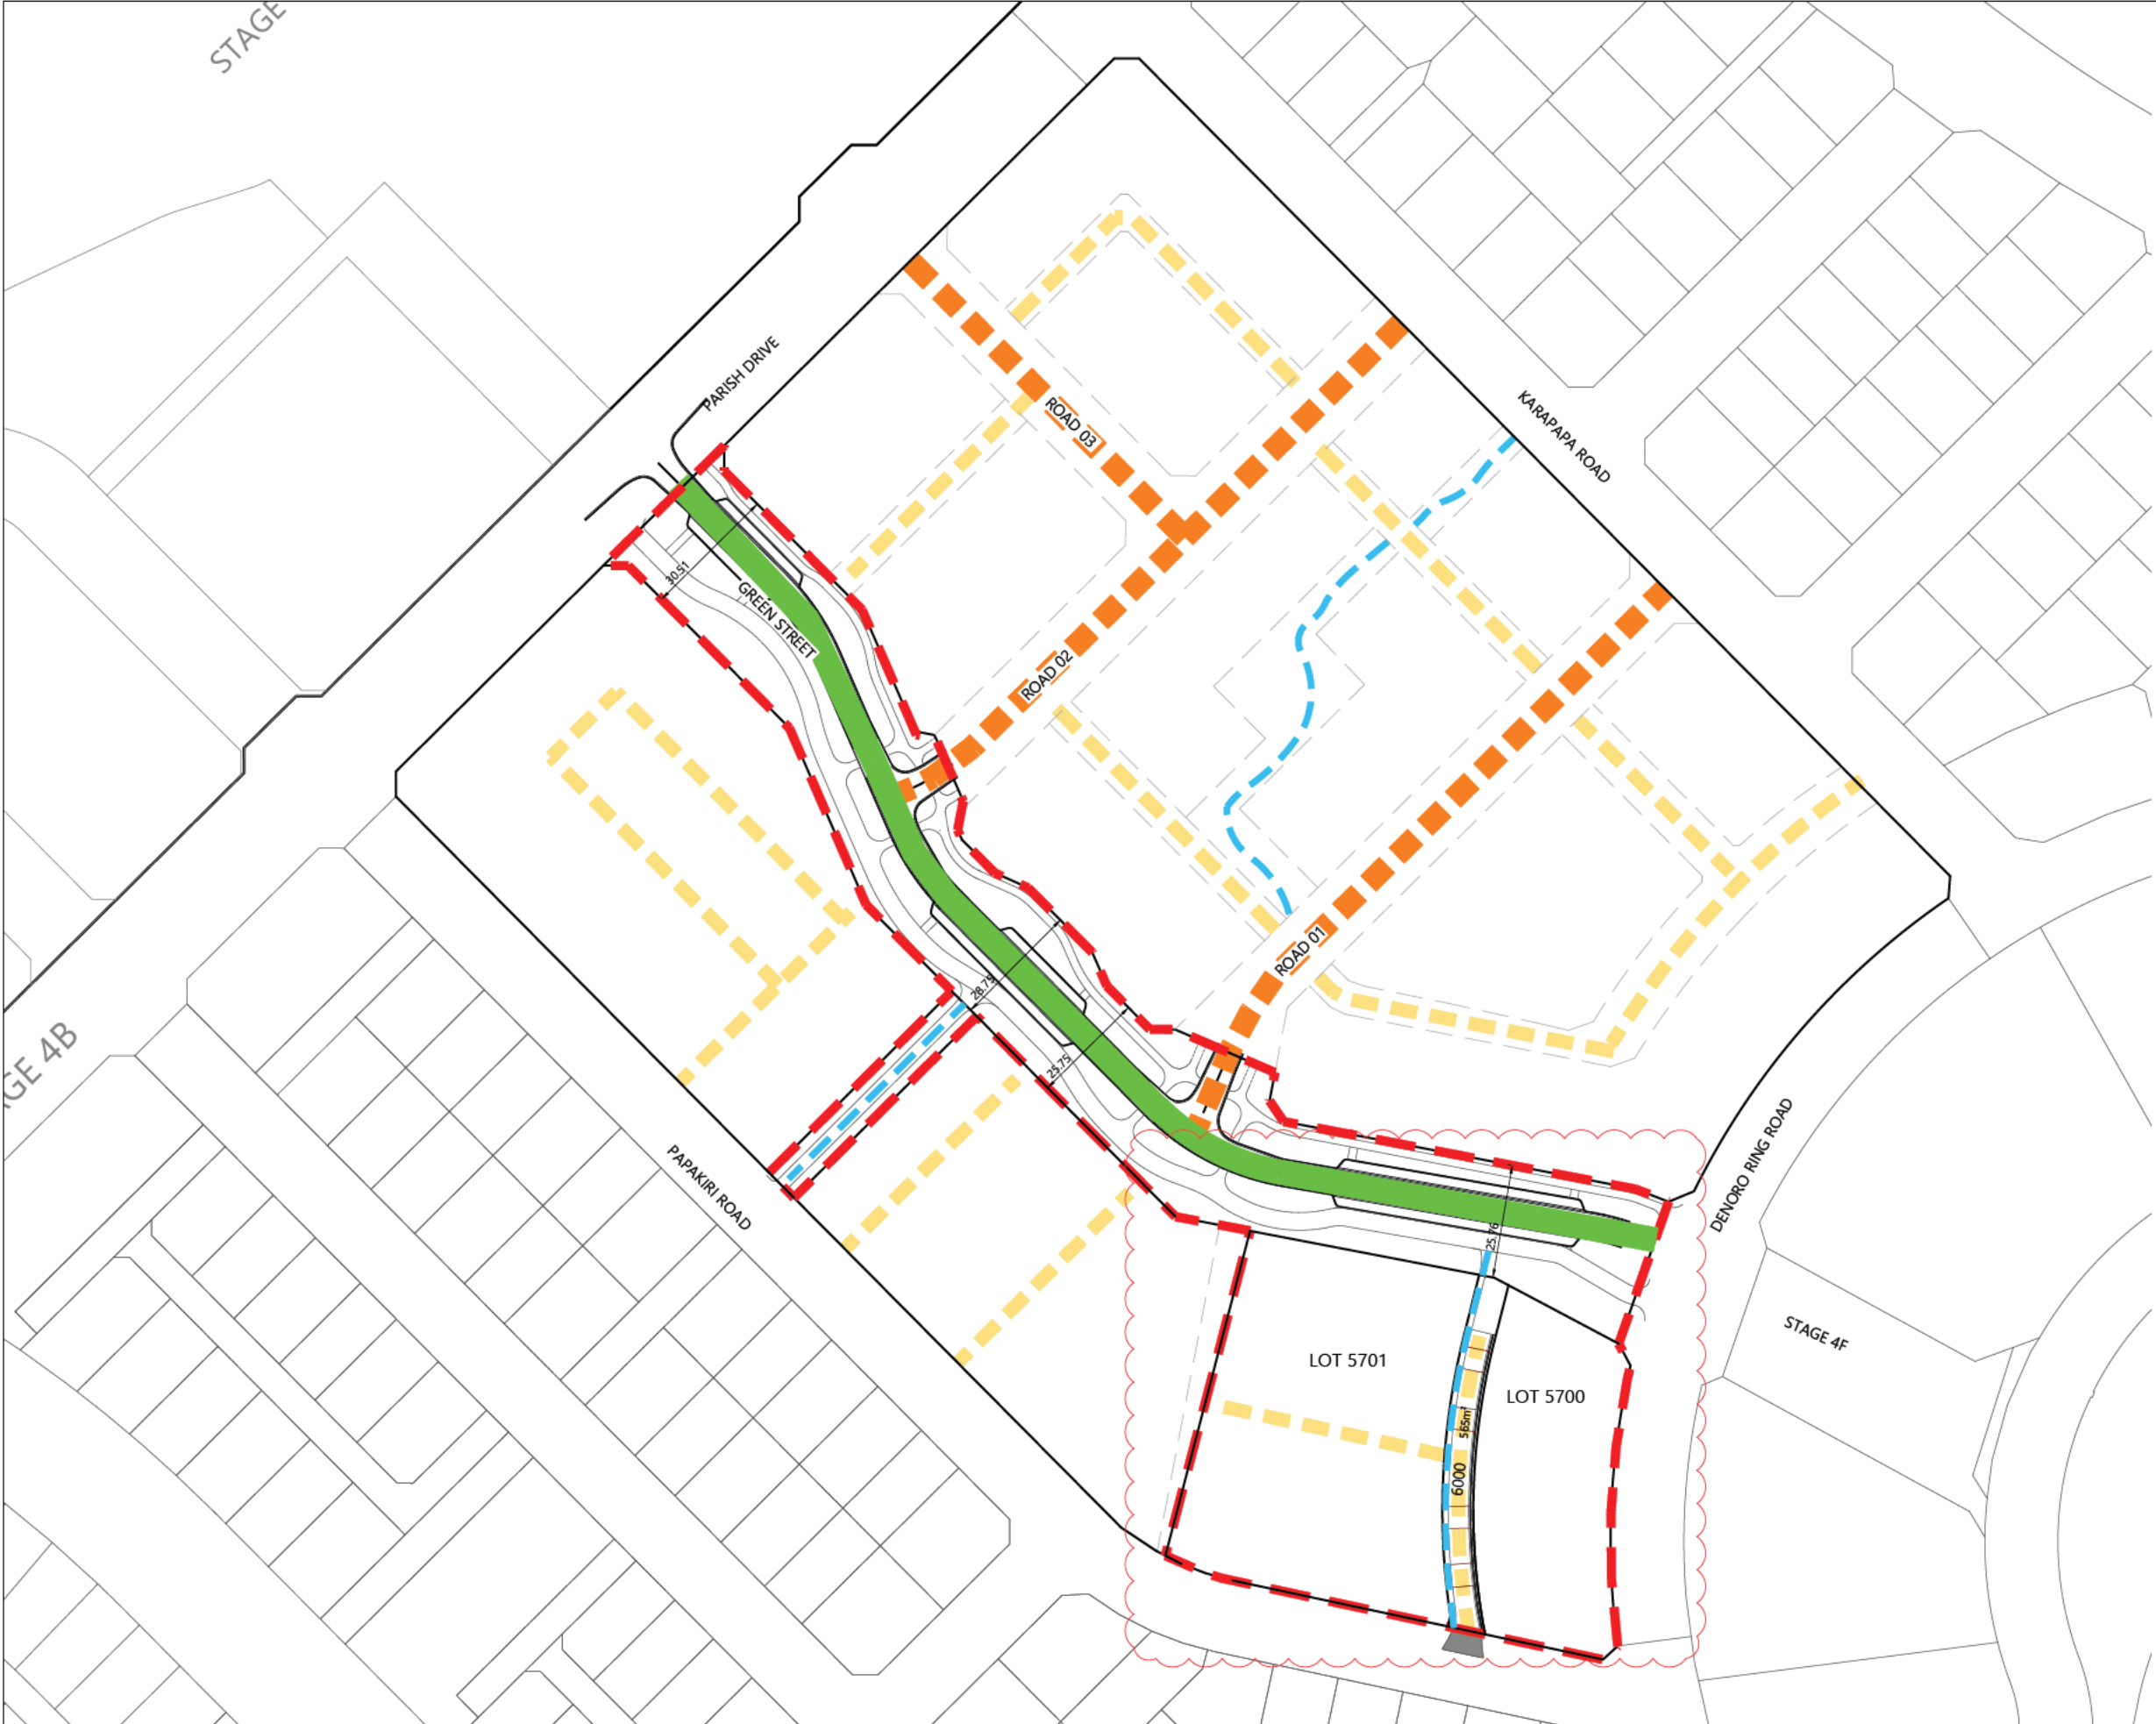 STAGE
PARISH DRIVE
ROAD 03
KARAPAPA ROAD
30.51
GREEN STREET
ROAD 02
ROAD 01
28.75
25.75
GE 4B
PAPAKIRI ROAD
DENORO RING ROAD
25.76
STAGE 4F
LOT 5701
LOT 5700
565m²
6000